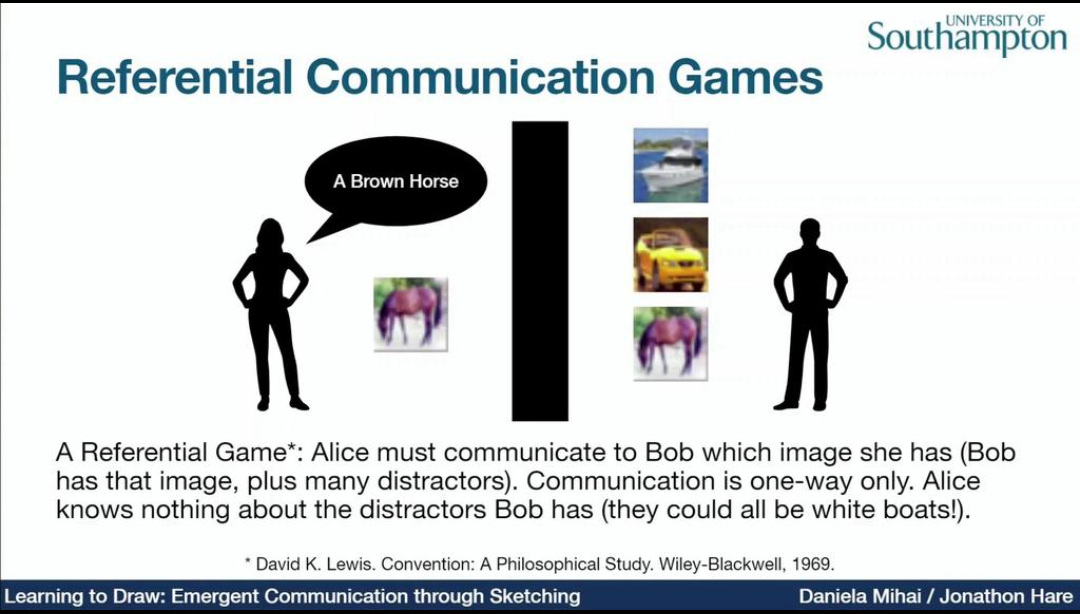 UNIVERSITY OF
Southampton
Referential Communication Games
A Brown Horse
A Referential Game*: Alice must communicate to Bob which image she has (Bob
has that image, plus many distractors). Communication is one-way only. Alice
knows nothing about the distractors Bob has (they could all be white boats!).
* David K. Lewis. Convention: A Philosophical Study. Wiley-Blackwell, 1969.
Learning to Draw: Emergent Communication through Sketching
Daniela Mihai / Jonathon Hare